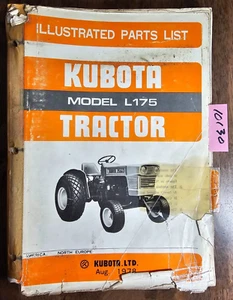 ILLUSTRATED PARTS LIST
KUBOTA
MODEL L175
TRACTOR
10130
NORTH EUROPE
KUBOTA, LTD.
Aug. 1978